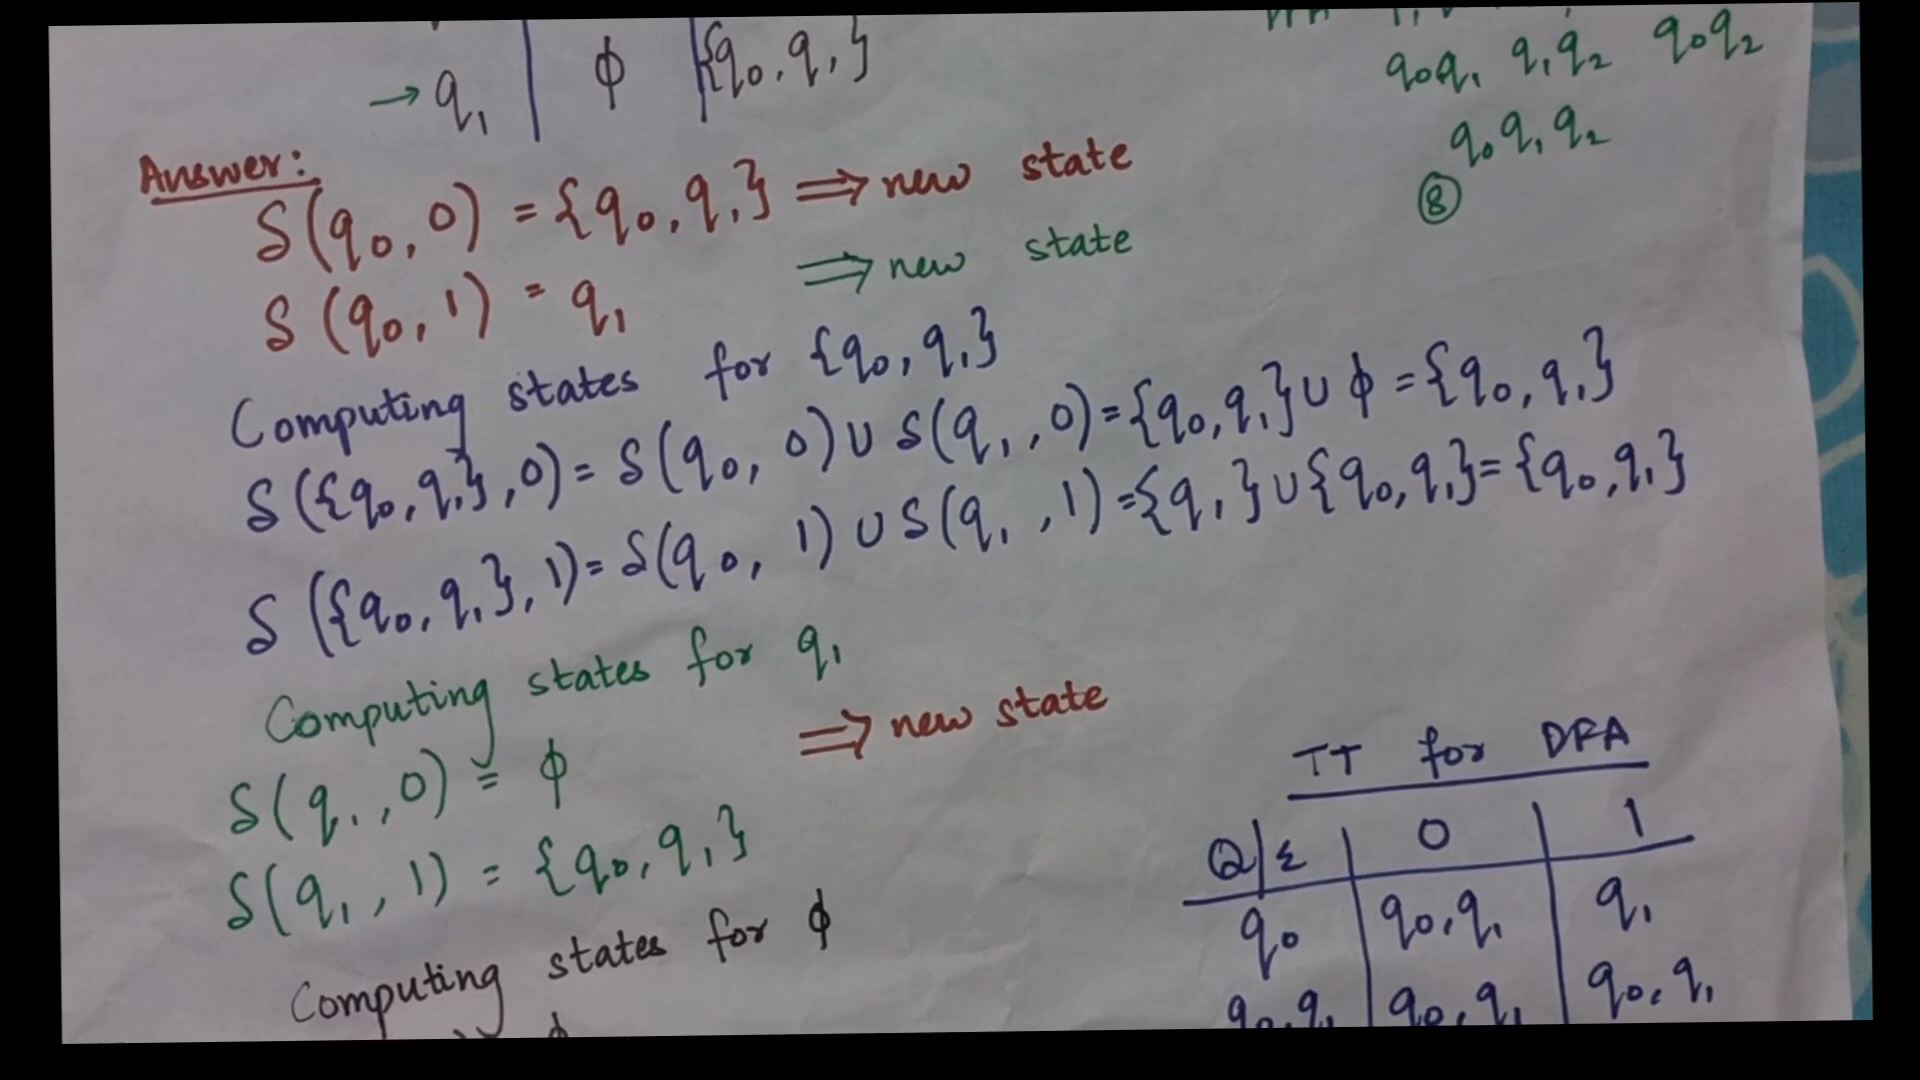 → q₁ | ϕ | {q₀, q₁}
q₀q₁ q₁q₂ q₀q₂
q₀q₁q₂
⑧
Answer:
δ(q₀, 0) = {q₀, q₁} ⟹ new state
δ(q₀, 1) = q₁ ⟹ new state
Computing states for {q₀, q₁}
δ({q₀, q₁}, 0) = δ(q₀, 0) ∪ δ(q₁, 0) = {q₀, q₁} ∪ ϕ = {q₀, q₁}
δ({q₀, q₁}, 1) = δ(q₀, 1) ∪ δ(q₁, 1) = {q₁} ∪ {q₀, q₁} = {q₀, q₁}
Computing states for q₁
δ(q₁, 0) = ϕ ⟹ new state
δ(q₁, 1) = {q₀, q₁}
Computing states for ϕ
ϕ
TT for DFA
Q/Σ | 0 | 1
q₀ | q₀, q₁ | q₁
q₀, q₁ | q₀, q₁ | q₀, q₁